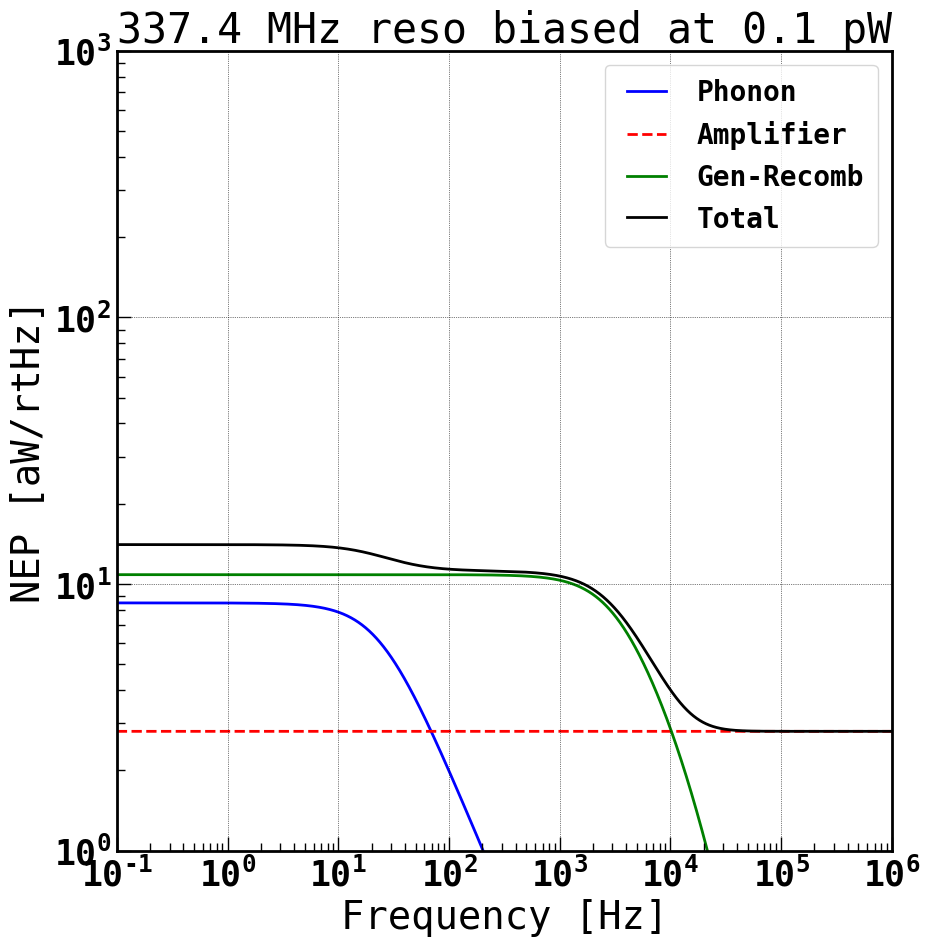 337.4 MHz reso biased at 0.1 pW
Phonon
Amplifier
Gen-Recomb
Total
NEP [aW/rtHz]
10³
10²
10¹
10⁰
10⁻¹ 10⁰ 10¹ 10² 10³ 10⁴ 10⁵ 10⁶
Frequency [Hz]